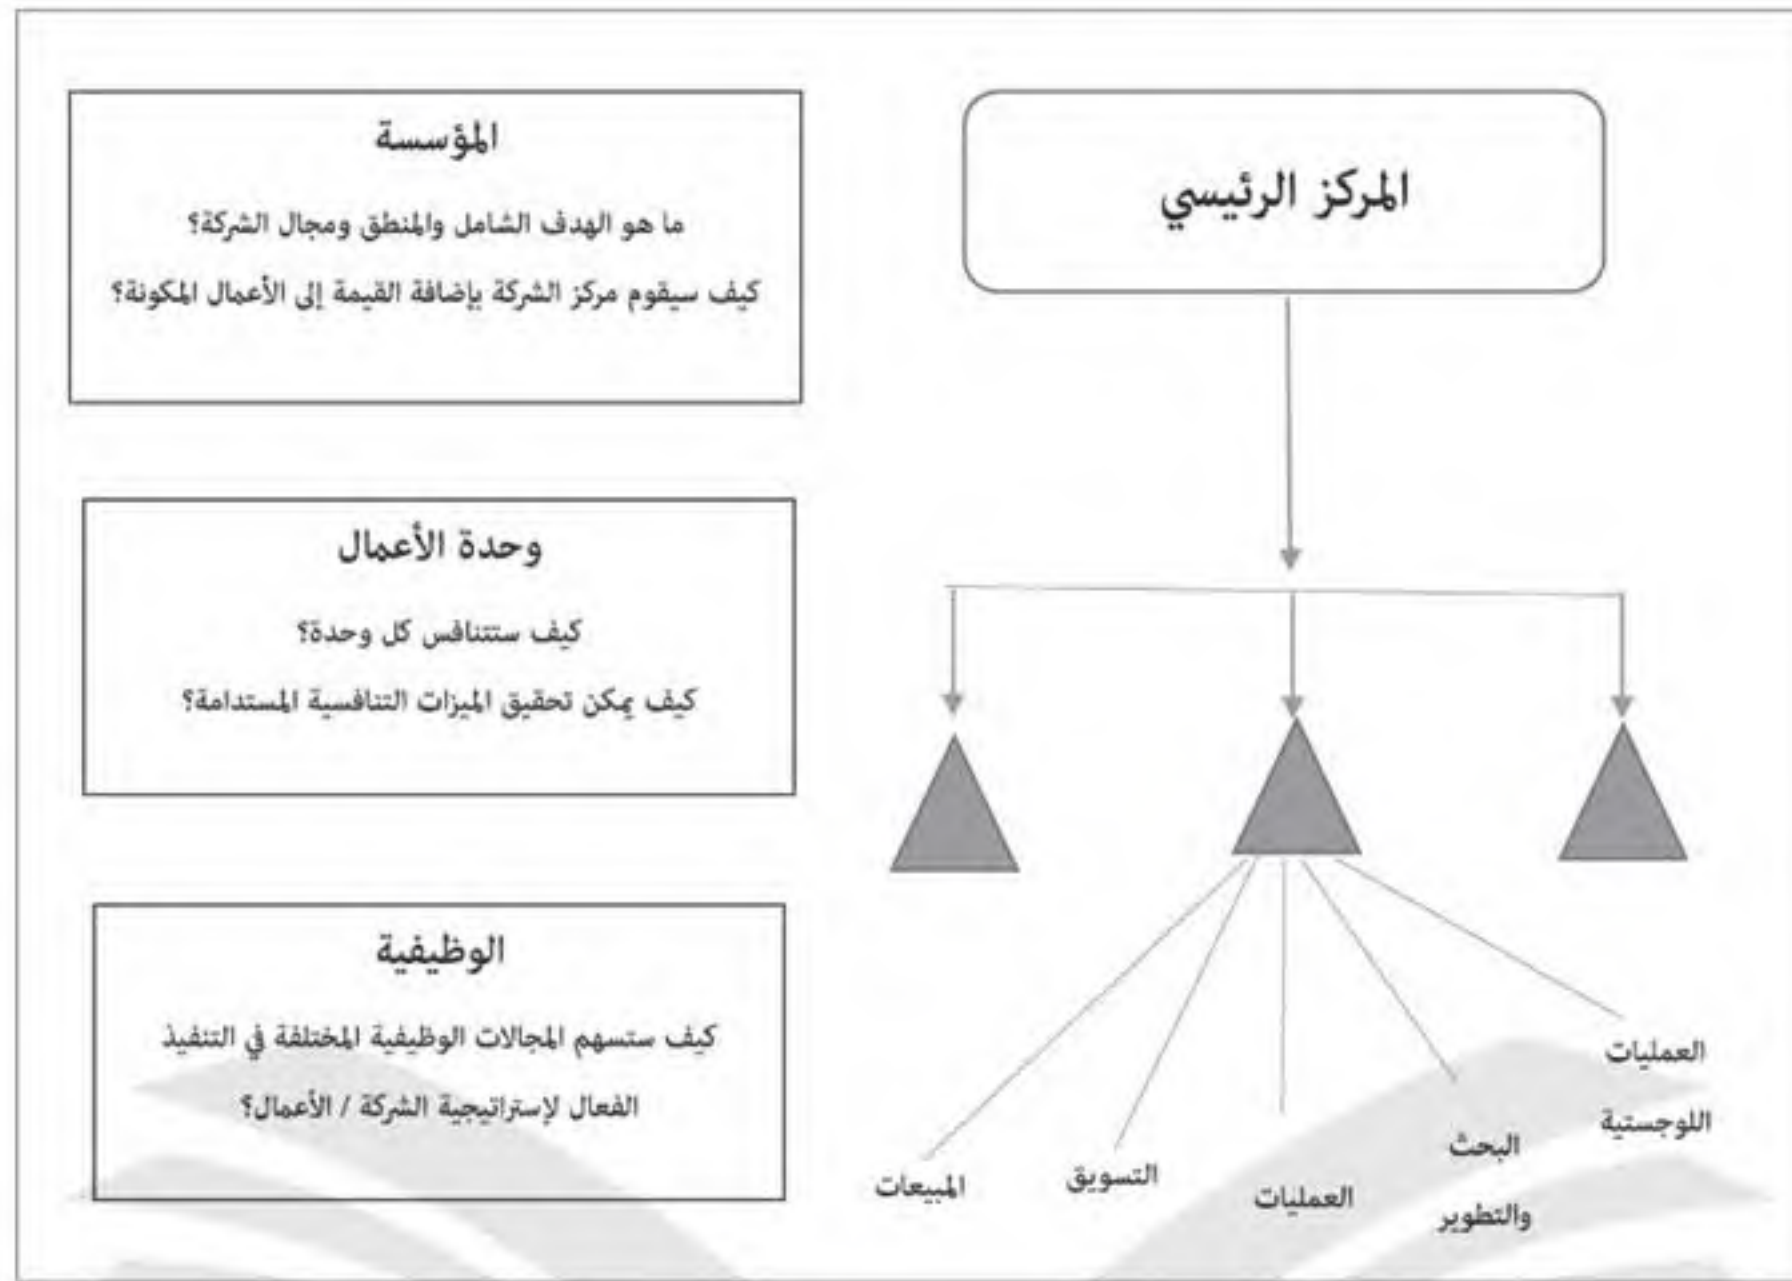 المركز الرئيسي
المؤسسة
ما هو الهدف الشامل والمنطق ومجال الشركة؟
كيف سيقوم مركز الشركة بإضافة القيمة إلى الأعمال المكونة؟
وحدة الأعمال
كيف ستتنافس كل وحدة؟
كيف يمكن تحقيق الميزات التنافسية المستدامة؟
الوظيفية
كيف ستسهم المجالات الوظيفية المختلفة في التنفيذ
الفعال لإستراتيجية الشركة / الأعمال؟
العمليات
اللوجستية
البحث
والتطوير
العمليات
التسويق
المبيعات